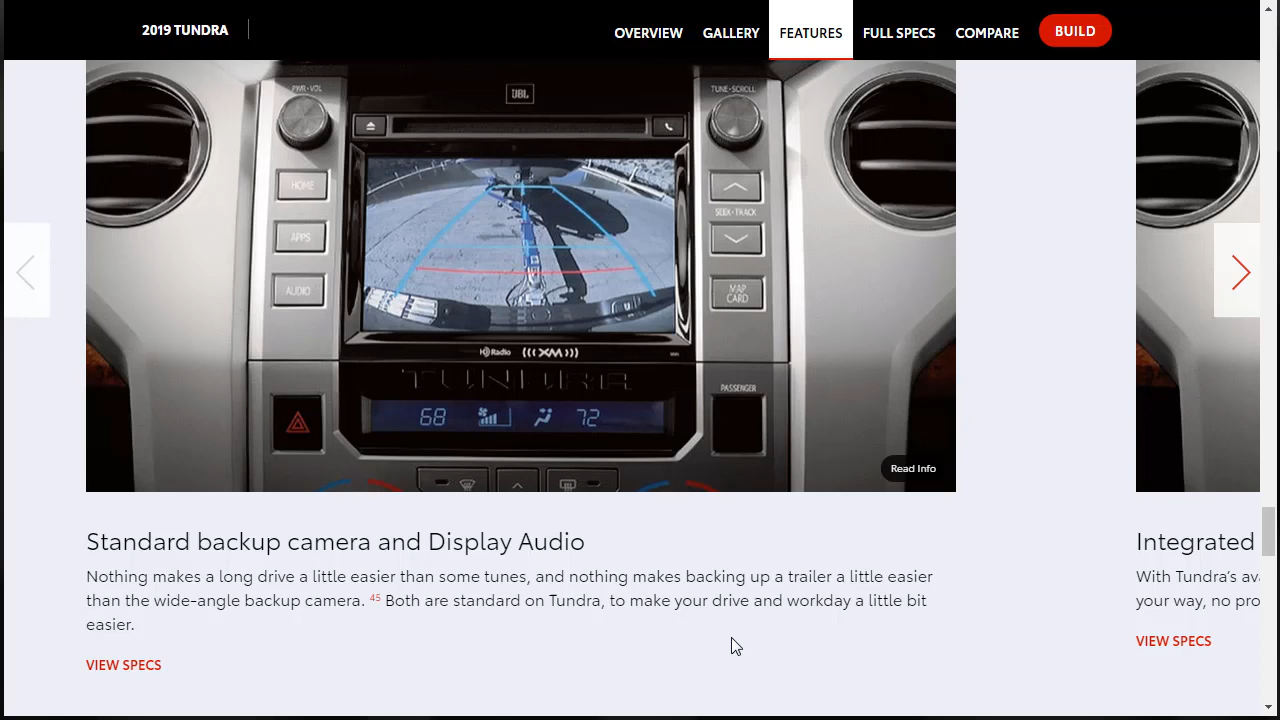 2019 TUNDRA
OVERVIEW
GALLERY
FEATURES
FULL SPECS
COMPARE
BUILD
PWR•VOL
JBL
TUNE•SCROLL
HOME
APPS
AUDIO
SEEK•TRACK
MAP
CARD
HD Radio
((( XM )))
TUNDRA
PASSENGER
68
72
Read Info
Standard backup camera and Display Audio
Nothing makes a long drive a little easier than some tunes, and nothing makes backing up a trailer a little easier
than the wide-angle backup camera. 45 Both are standard on Tundra, to make your drive and workday a little bit
easier.
VIEW SPECS
Integrated
With Tundra's av
your way, no pro
VIEW SPECS